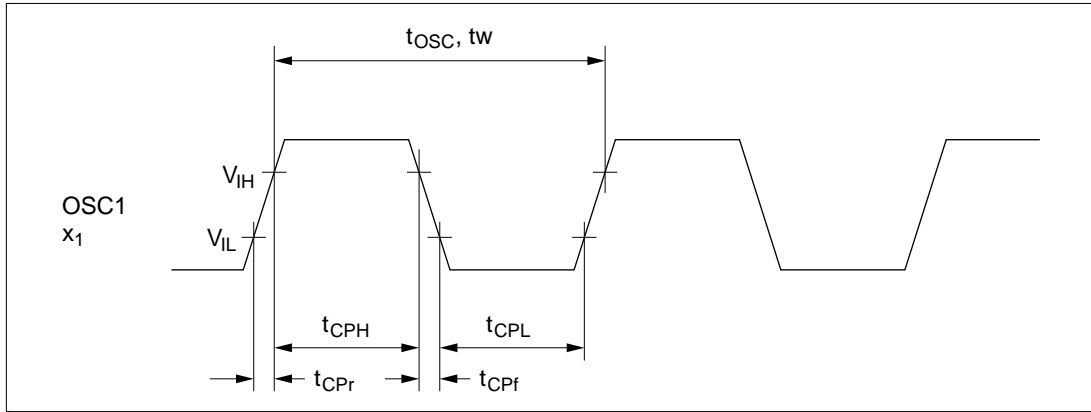 tOSC, tw
VIH
OSC1
x1
VIL
tCPH
tCPL
tCPr
tCPf